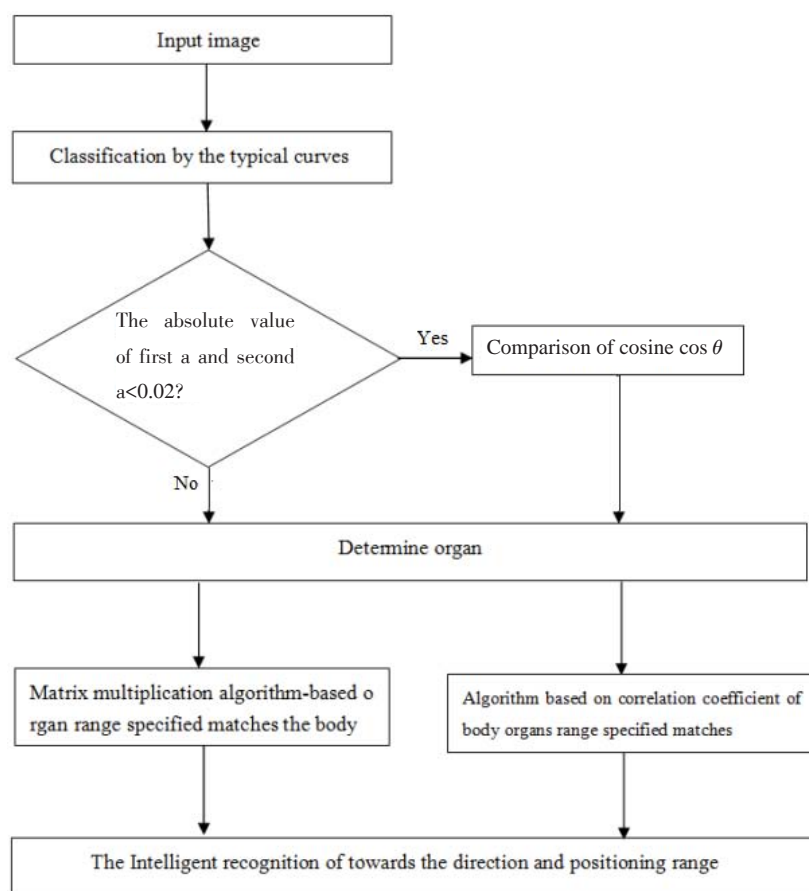 Input image
Classification by the typical curves
The absolute value
of first a and second
a<0.02?
Yes
Comparison of cosine cos θ
No
Determine organ
Matrix multiplication algorithm-based o
rgan range specified matches the body
Algorithm based on correlation coefficient of
body organs range specified matches
The Intelligent recognition of towards the direction and positioning range